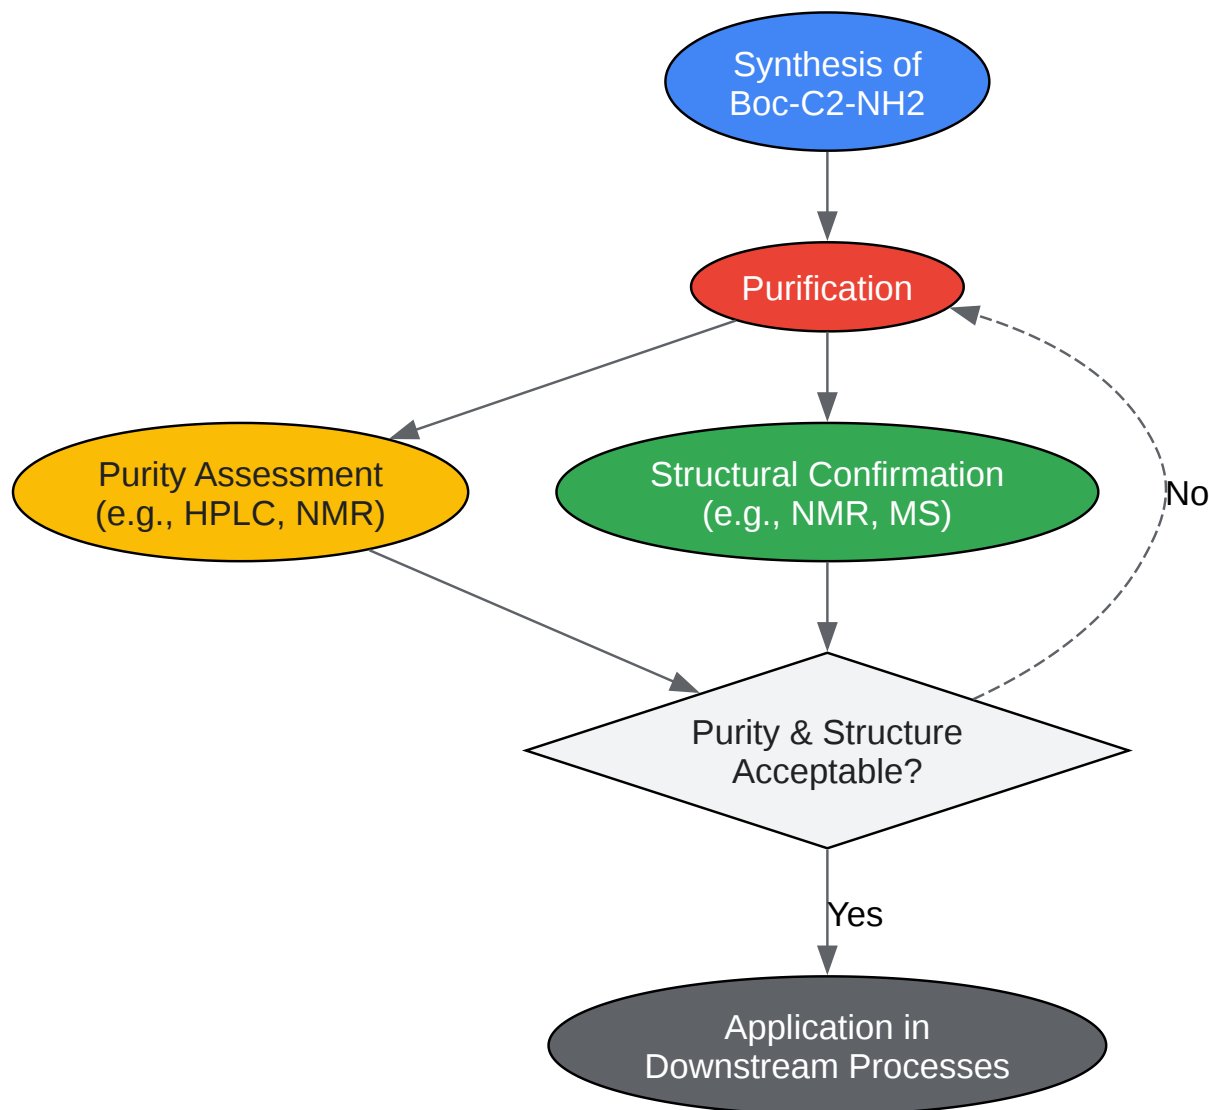 Synthesis of
Boc-C2-NH2
Purification
Purity Assessment
(e.g., HPLC, NMR)
Structural Confirmation
(e.g., NMR, MS)
No
Purity & Structure
Acceptable?
Yes
Application in
Downstream Processes